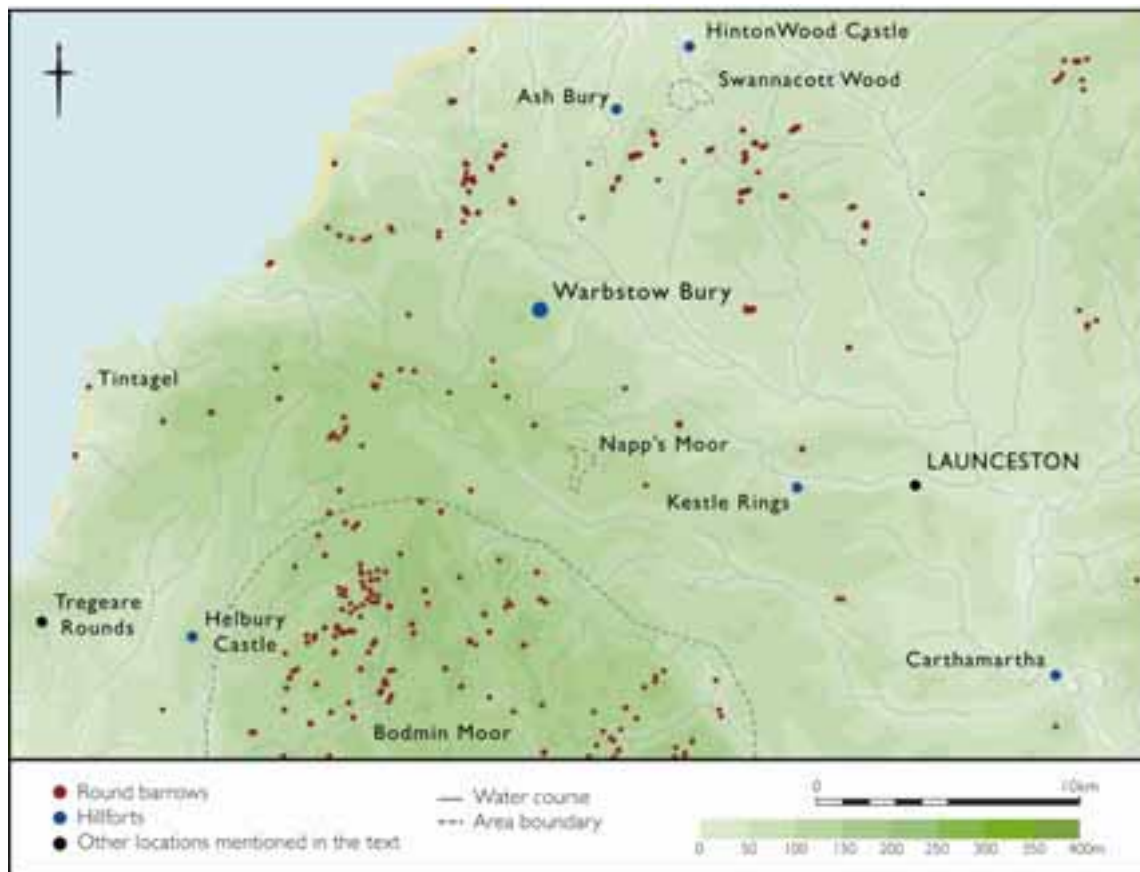 HintonWood Castle
Swannacott Wood
Ash Bury
Warbstow Bury
Tintagel
Napp's Moor
LAUNCESTON
Kestle Rings
Tregeare
Rounds
Helbury
Castle
Carthamartha
Bodmin Moor
Round barrows
Hillforts
Other locations mentioned in the text
Water course
Area boundary
0 10km
0 50 100 150 200 250 300 350 400m